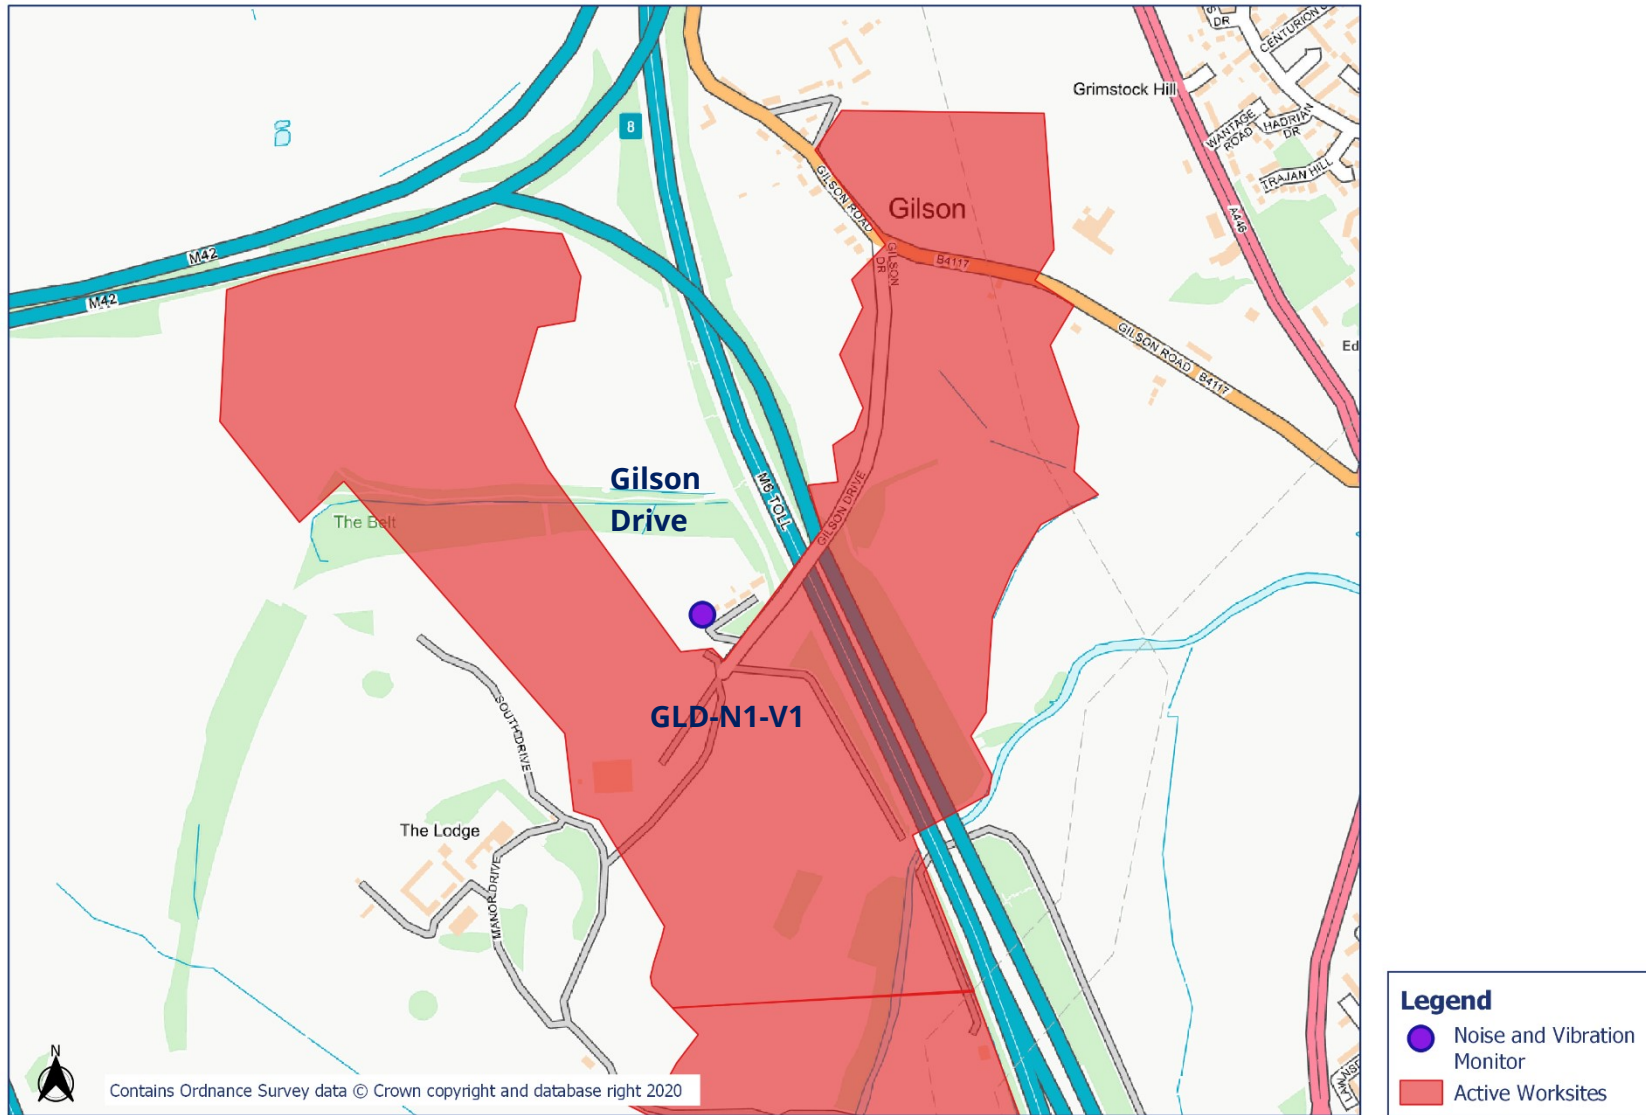 S DR
CENTURION
Grimstock Hill
WANTAGE
ROAD
HADRIAN
DR
TRAJAN HILL
8
GILSON ROAD
Gilson
A446
M42
M42
GILSON
DR
B4117
GILSON ROAD
B4117
Ed
Gilson
Drive
M6 TOLL
GILSON DRIVE
The Belt
GLD-N1-V1
SOUTH DRIVE
The Lodge
MANOR DRIVE
N
Contains Ordnance Survey data © Crown copyright and database right 2020
Legend
Noise and Vibration
Monitor
Active Worksites